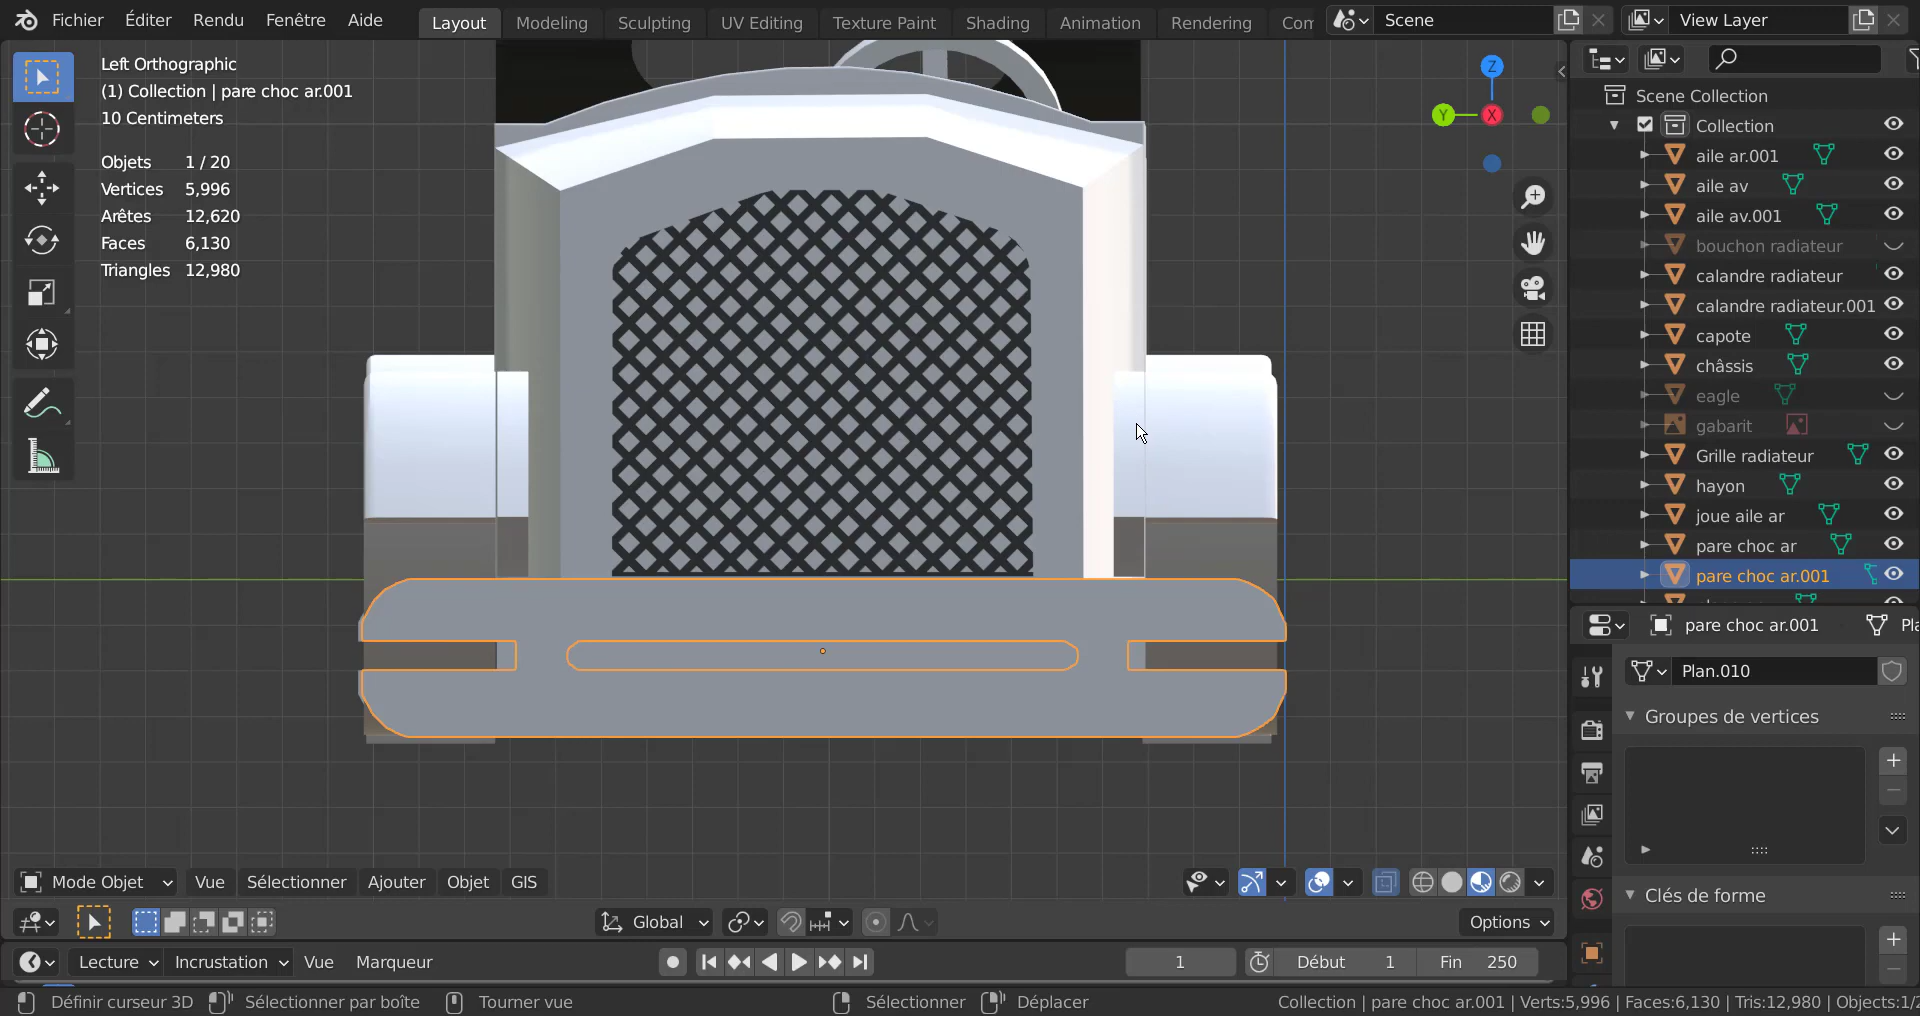 Fichier Éditer Rendu Fenêtre Aide Layout Modeling Sculpting UV Editing Texture Paint Shading Animation Rendering Scene View Layer
Left Orthographic
(1) Collection | pare choc ar.001
10 Centimeters
Objets 1 / 20
Vertices 5,996
Arêtes 12,620
Faces 6,130
Triangles 12,980
Z
Y
X
Scene Collection
Collection
aile ar.001
aile av
aile av.001
bouchon radiateur
calandre radiateur
calandre radiateur.001
capote
châssis
eagle
gabarit
Grille radiateur
hayon
joue aile ar
pare choc ar
pare choc ar.001
pare choc ar.001
Plan.010
Groupes de vertices
Clés de forme
Mode Objet Vue Sélectionner Ajouter Objet GIS
Global Options
Lecture Incrustation Vue Marqueur 1 Début 1 Fin 250
Définir curseur 3D Sélectionner par boîte Tourner vue Sélectionner Déplacer Collection | pare choc ar.001 | Verts:5,996 | Faces:6,130 | Tris:12,980 | Objects:1/2